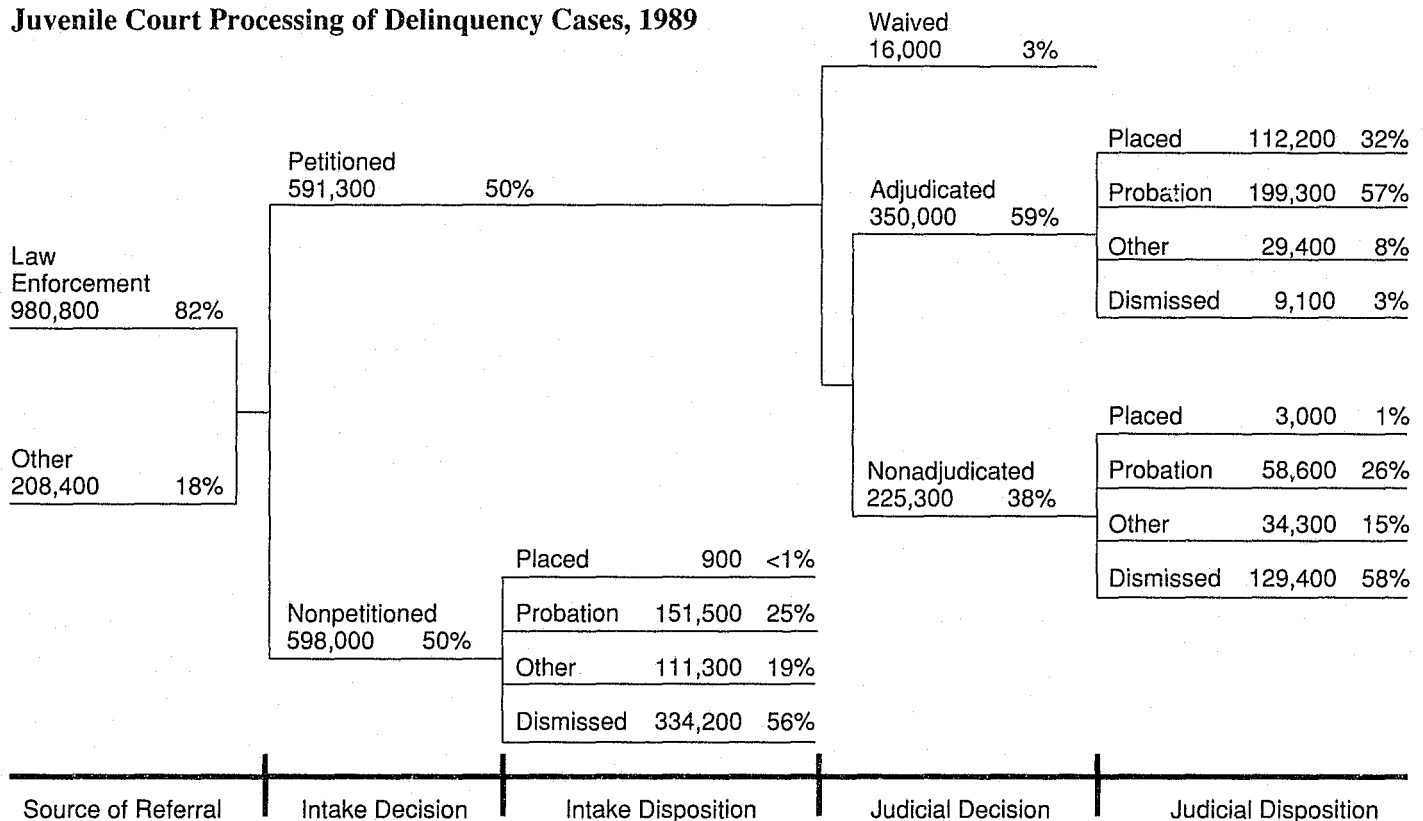 Juvenile Court Processing of Delinquency Cases, 1989
Law
Enforcement
980,800 82%
Other
208,400 18%
Petitioned
591,300 50%
Nonpetitioned
598,000 50%
Placed 900 <1%
Probation 151,500 25%
Other 111,300 19%
Dismissed 334,200 56%
Waived
16,000 3%
Adjudicated
350,000 59%
Nonadjudicated
225,300 38%
Placed 112,200 32%
Probation 199,300 57%
Other 29,400 8%
Dismissed 9,100 3%
Placed 3,000 1%
Probation 58,600 26%
Other 34,300 15%
Dismissed 129,400 58%
Source of Referral Intake Decision Intake Disposition Judicial Decision Judicial Disposition